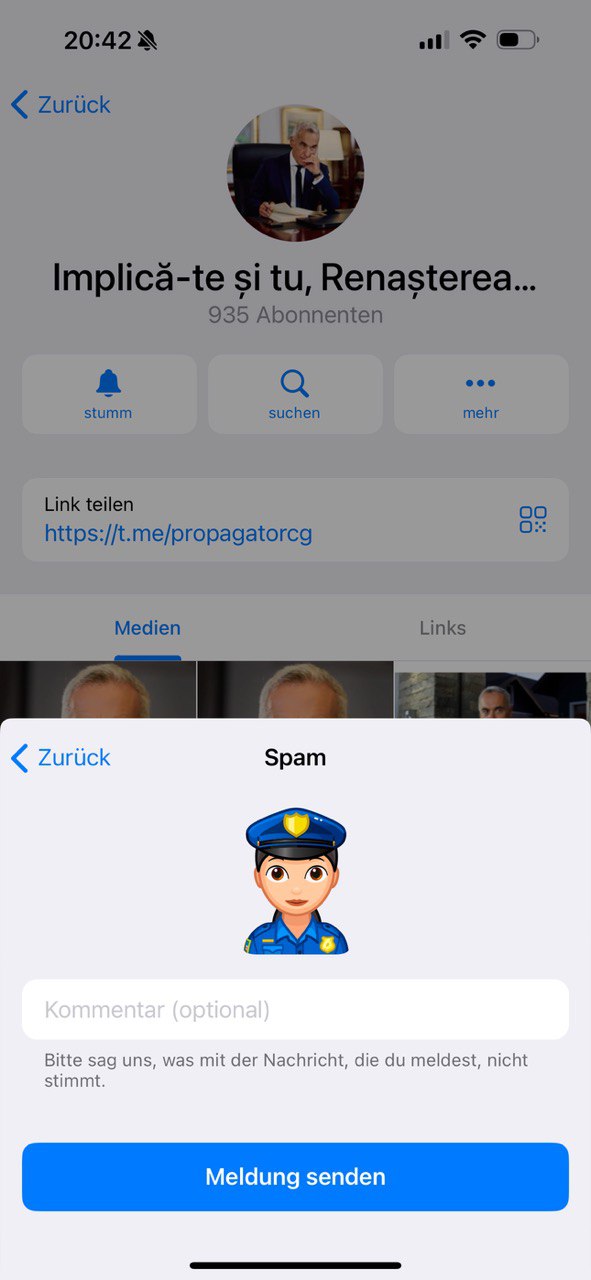 20:42
Zurück
Implică-te și tu, Renașterea...
935 Abonnenten
stumm
suchen
mehr
Link teilen
https://t.me/propagatorcg
Medien
Links
Zurück
Spam
Kommentar (optional)
Bitte sag uns, was mit der Nachricht, die du meldest, nicht
stimmt.
Meldung senden